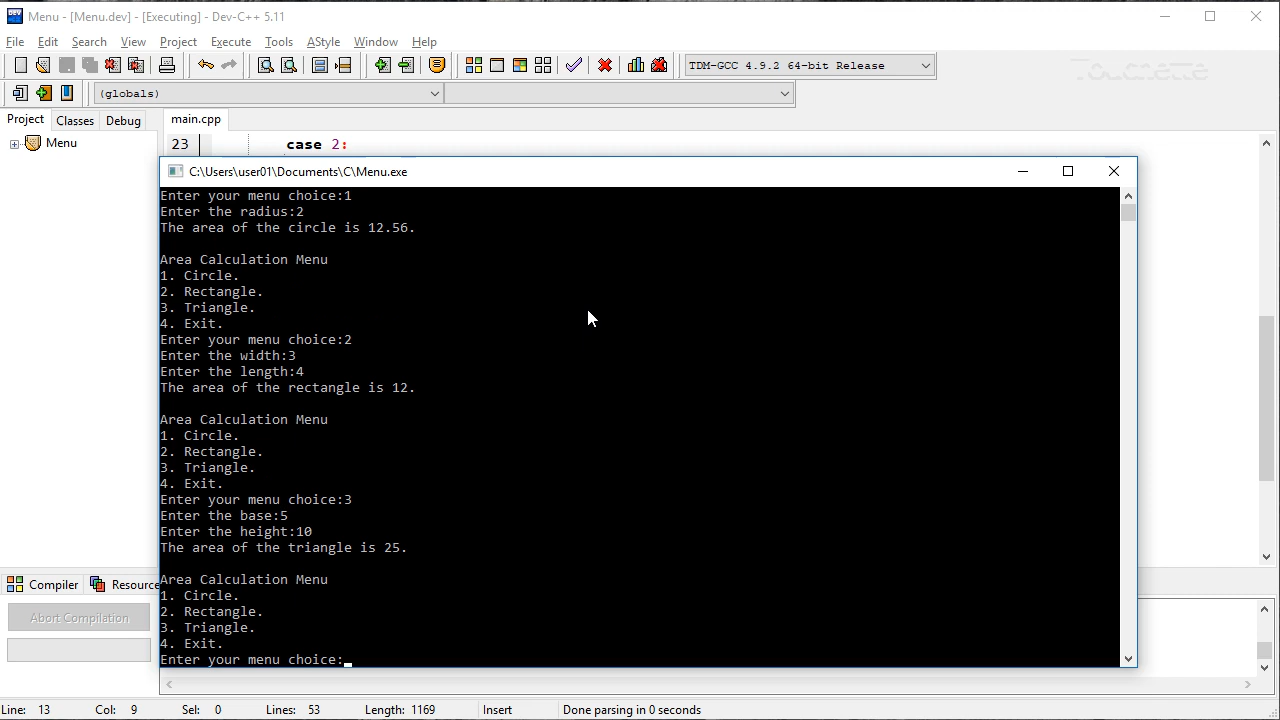 Menu - [Menu.dev] - [Executing] - Dev-C++ 5.11
File Edit Search View Project Execute Tools AStyle Window Help
TDM-GCC 4.9.2 64-bit Release
(globals)
Project Classes Debug main.cpp
Menu
23 case 2:
C:\Users\user01\Documents\C\Menu.exe
Enter your menu choice:1
Enter the radius:2
The area of the circle is 12.56.
Area Calculation Menu
1. Circle.
2. Rectangle.
3. Triangle.
4. Exit.
Enter your menu choice:2
Enter the width:3
Enter the length:4
The area of the rectangle is 12.
Area Calculation Menu
1. Circle.
2. Rectangle.
3. Triangle.
4. Exit.
Enter your menu choice:3
Enter the base:5
Enter the height:10
The area of the triangle is 25.
Area Calculation Menu
1. Circle.
2. Rectangle.
3. Triangle.
4. Exit.
Enter your menu choice:
Compiler Resource
Abort Compilation
Line: 13 Col: 9 Sel: 0 Lines: 53 Length: 1169 Insert Done parsing in 0 seconds